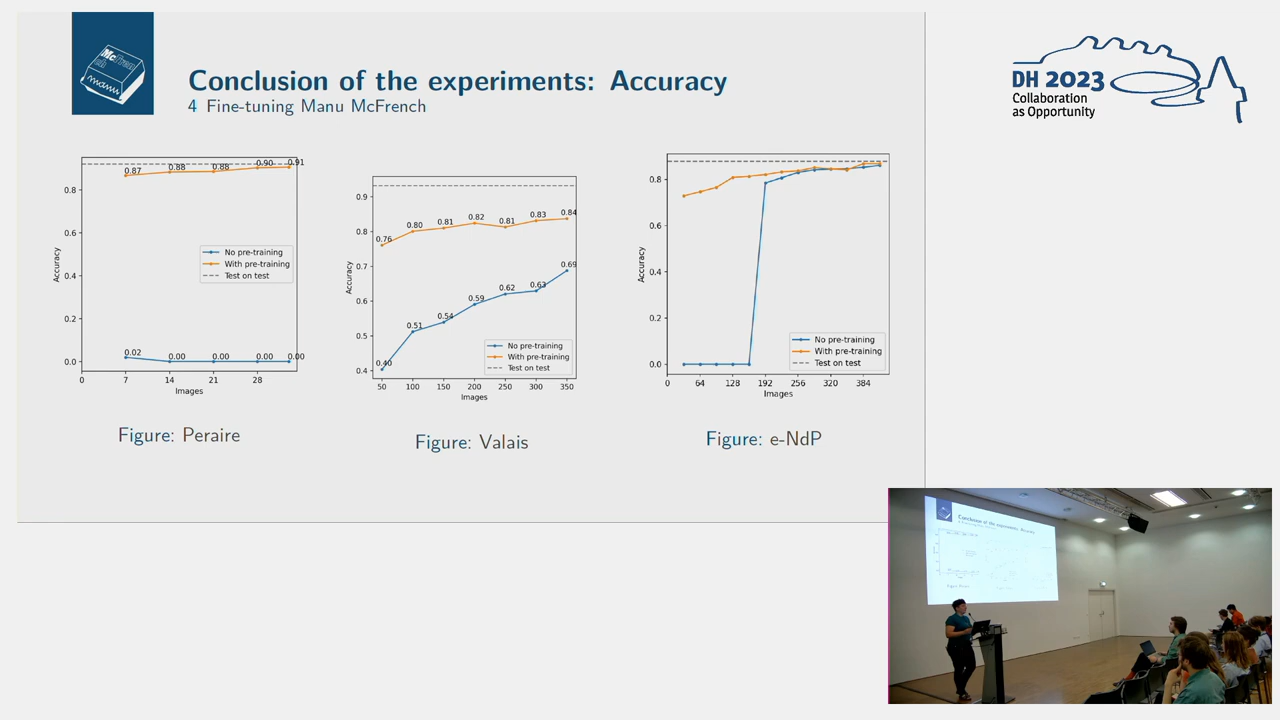 McFrench
manu
Conclusion of the experiments: Accuracy
4 Fine-tuning Manu McFrench
DH 2023
Collaboration
as Opportunity
0.87
0.88
0.88
0.90
0.91
0.8
0.6
0.4
0.2
0.0
Accuracy
No pre-training
With pre-training
Test on test
0.02
0.00
0.00
0.00
0.00
0
7
14
21
28
Images
Figure: Peraire
0.9
0.8
0.7
0.6
0.5
0.4
Accuracy
0.76
0.80
0.81
0.82
0.81
0.83
0.84
0.40
0.51
0.54
0.59
0.62
0.63
0.69
No pre-training
With pre-training
Test on test
50
100
150
200
250
300
350
Images
Figure: Valais
0.8
0.6
0.4
0.2
0.0
Accuracy
No pre-training
With pre-training
Test on test
0
64
128
192
256
320
384
Images
Figure: e-NdP
Conclusion of the experiments: Accuracy